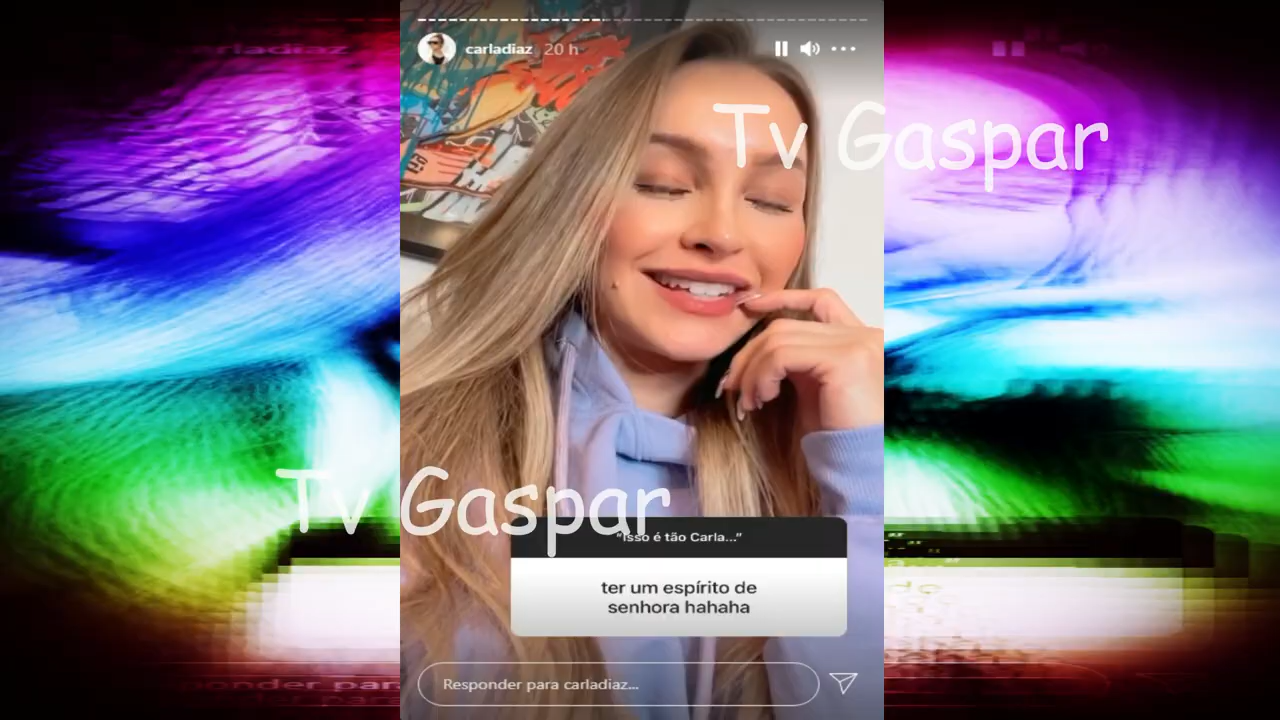 carladiaz 20 h
Tv Gaspar
Tv Gaspar
"Isso é tão Carla..."
ter um espírito de
senhora hahaha
Responder para carladiaz...